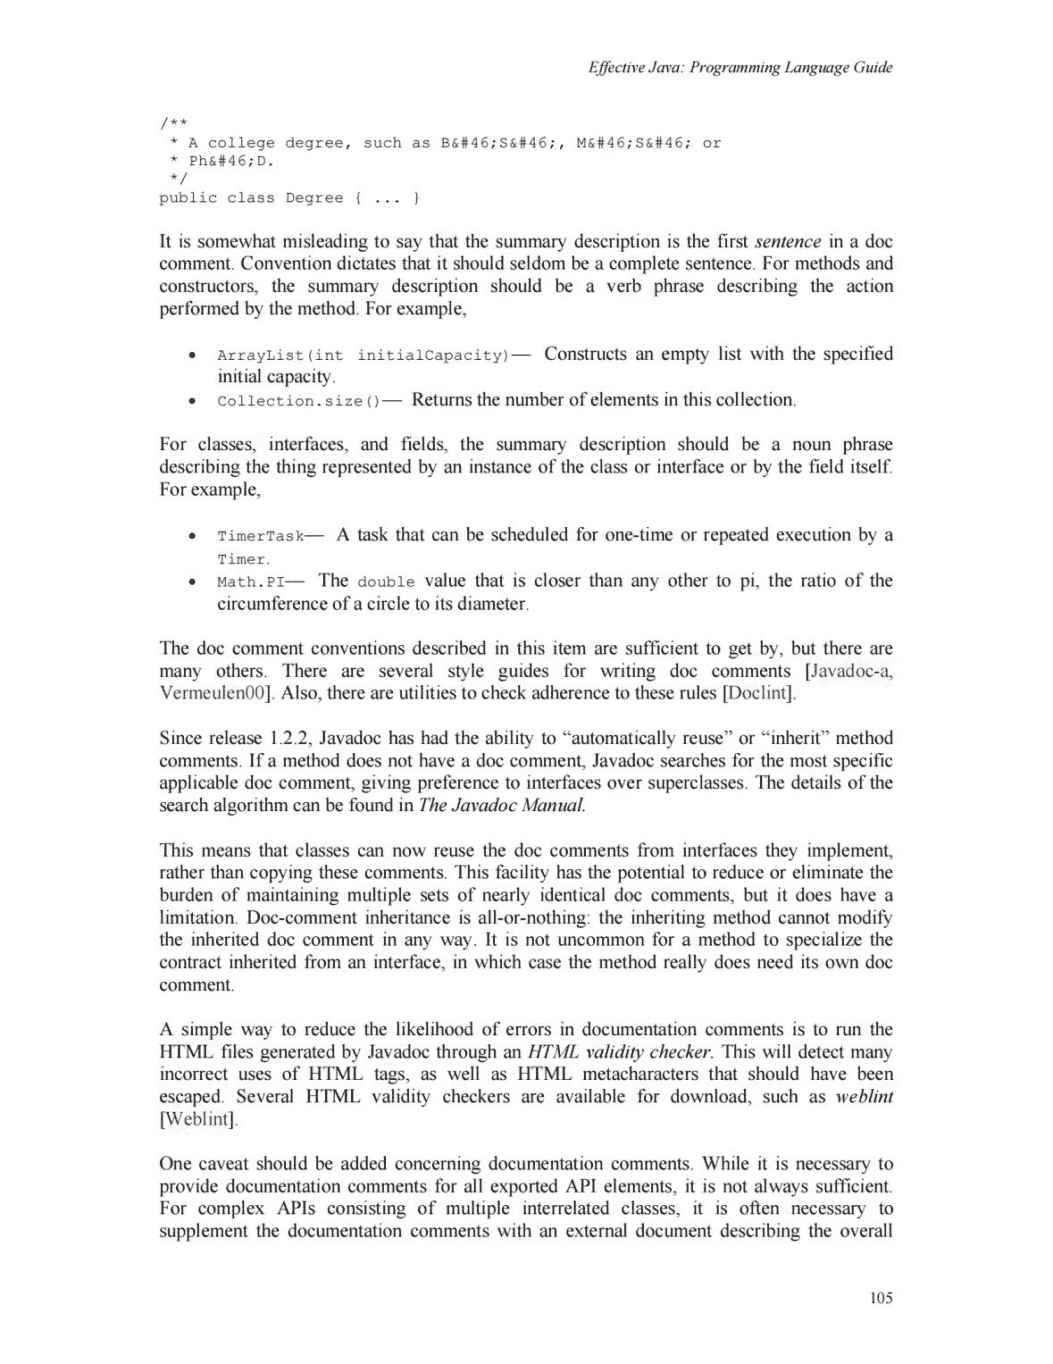 Effective Java: Programming Language Guide
/**
* A college degree, such as B&#46;S&#46;, M&#46;S&#46; or
* Ph&#46;D.
*/
public class Degree { ... }
It is somewhat misleading to say that the summary description is the first sentence in a doc
comment. Convention dictates that it should seldom be a complete sentence. For methods and
constructors, the summary description should be a verb phrase describing the action
performed by the method. For example,
• ArrayList(int initialCapacity)— Constructs an empty list with the specified
initial capacity.
• Collection.size()— Returns the number of elements in this collection.
For classes, interfaces, and fields, the summary description should be a noun phrase
describing the thing represented by an instance of the class or interface or by the field itself.
For example,
• TimerTask— A task that can be scheduled for one-time or repeated execution by a
Timer.
• Math.PI— The double value that is closer than any other to pi, the ratio of the
circumference of a circle to its diameter.
The doc comment conventions described in this item are sufficient to get by, but there are
many others. There are several style guides for writing doc comments [Javadoc-a,
Vermeulen00]. Also, there are utilities to check adherence to these rules [Doclint].
Since release 1.2.2, Javadoc has had the ability to “automatically reuse” or “inherit” method
comments. If a method does not have a doc comment, Javadoc searches for the most specific
applicable doc comment, giving preference to interfaces over superclasses. The details of the
search algorithm can be found in The Javadoc Manual.
This means that classes can now reuse the doc comments from interfaces they implement,
rather than copying these comments. This facility has the potential to reduce or eliminate the
burden of maintaining multiple sets of nearly identical doc comments, but it does have a
limitation. Doc-comment inheritance is all-or-nothing: the inheriting method cannot modify
the inherited doc comment in any way. It is not uncommon for a method to specialize the
contract inherited from an interface, in which case the method really does need its own doc
comment.
A simple way to reduce the likelihood of errors in documentation comments is to run the
HTML files generated by Javadoc through an HTML validity checker. This will detect many
incorrect uses of HTML tags, as well as HTML metacharacters that should have been
escaped. Several HTML validity checkers are available for download, such as weblint
[Weblint].
One caveat should be added concerning documentation comments. While it is necessary to
provide documentation comments for all exported API elements, it is not always sufficient.
For complex APIs consisting of multiple interrelated classes, it is often necessary to
supplement the documentation comments with an external document describing the overall
105